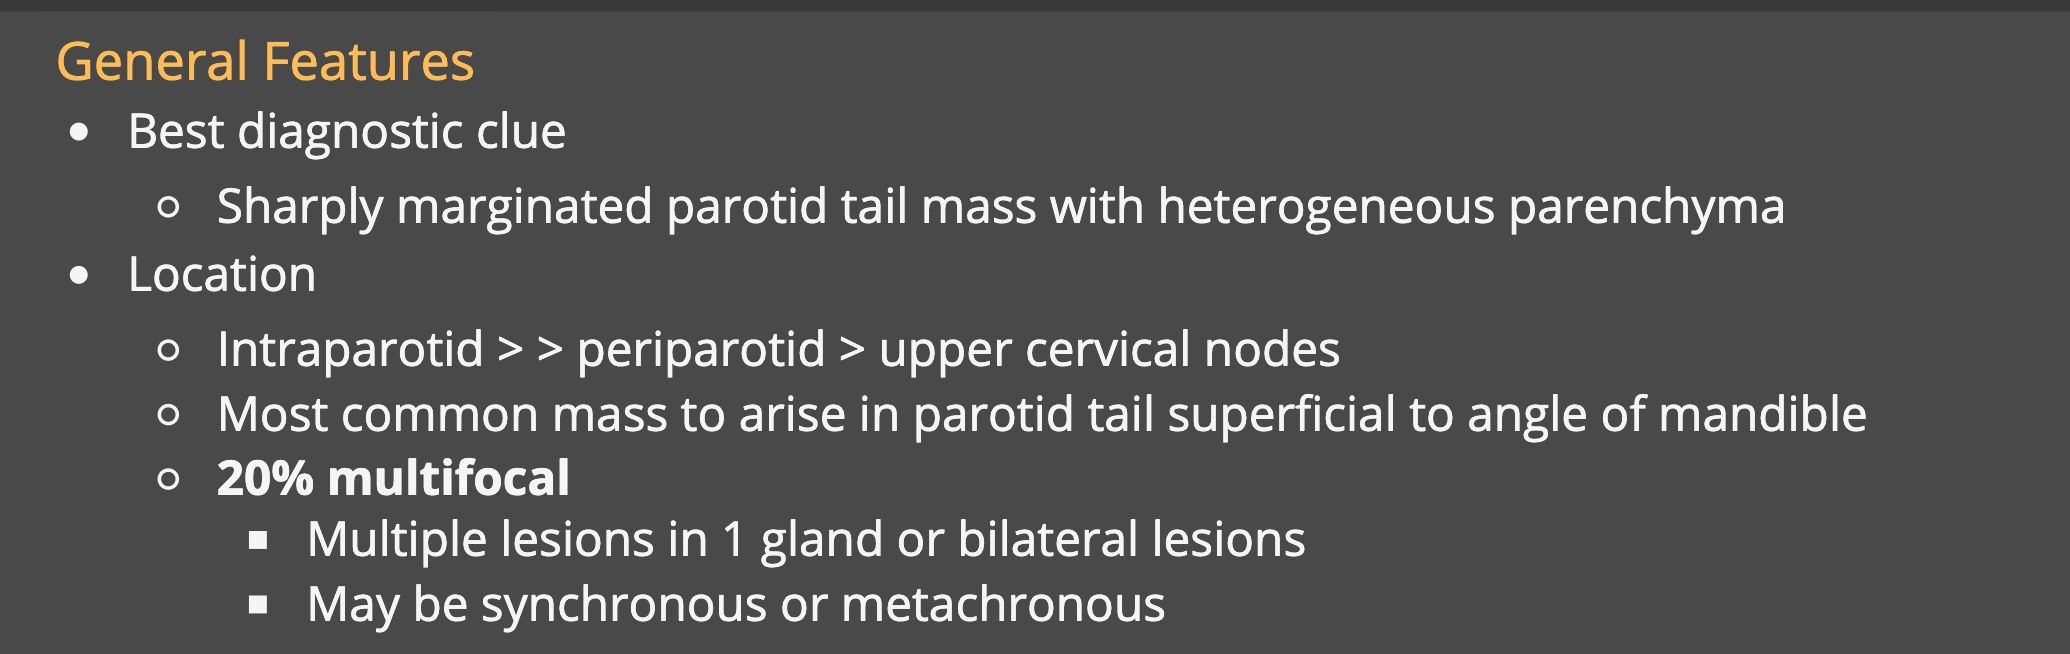 General Features
• Best diagnostic clue
○ Sharply marginated parotid tail mass with heterogeneous parenchyma
• Location
○ Intraparotid > > periparotid > upper cervical nodes
○ Most common mass to arise in parotid tail superficial to angle of mandible
○ 20% multifocal
▪ Multiple lesions in 1 gland or bilateral lesions
▪ May be synchronous or metachronous